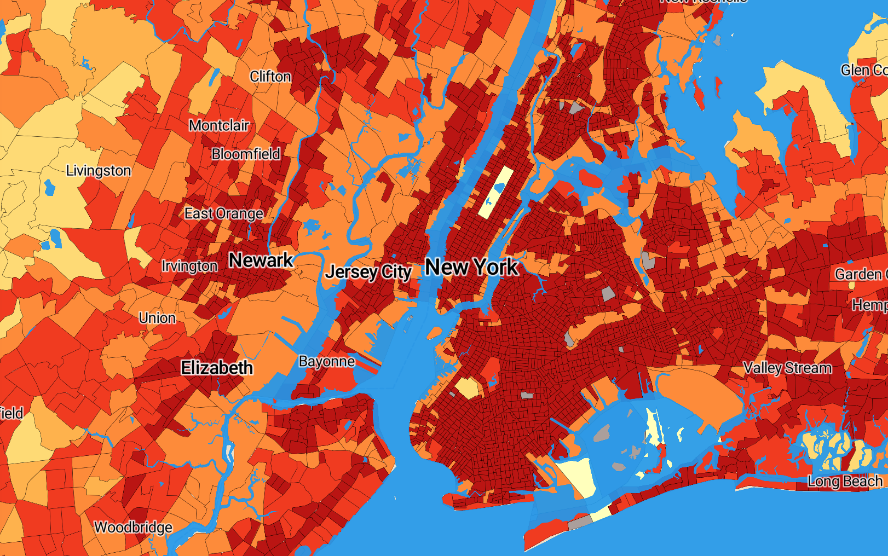 Clifton
Glen Co
Montclair
Bloomfield
Livingston
East Orange
Newark
Irvington
Jersey City
New York
Garden
Hemp
Union
Bayonne
Elizabeth
Valley Stream
ield
Long Beach
Woodbridge